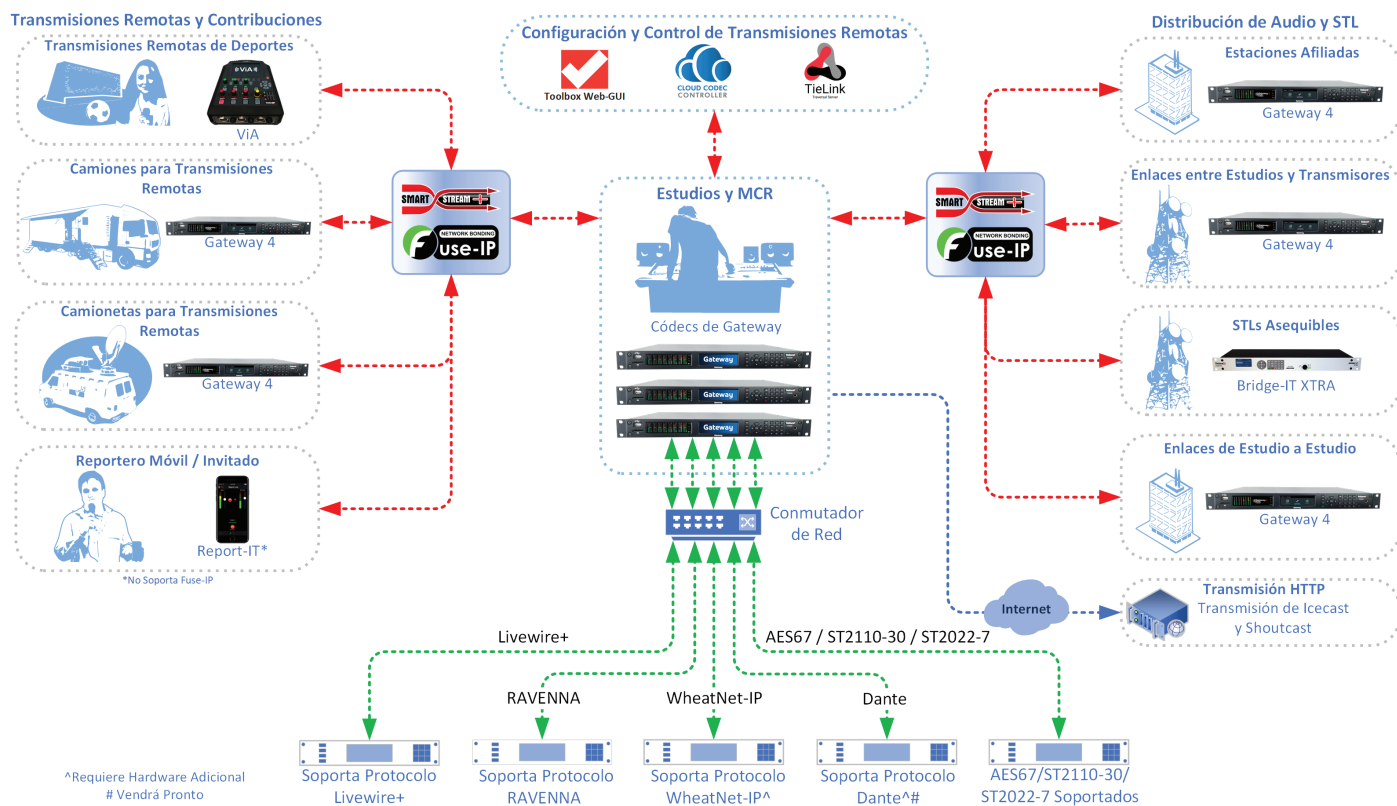 Transmisiones Remotas y Contribuciones
Transmisiones Remotas de Deportes
ViA
ViA
Camiones para Transmisiones
Remotas
Gateway 4
Camionetas para Transmisiones
Remotas
Gateway 4
Reportero Móvil / Invitado
Report-IT*
*No Soporta Fuse-IP
SMART STREAM +
NETWORK BONDING
Fuse-IP
Configuración y Control de Transmisiones Remotas
Toolbox Web-GUI
CLOUD CODEC
CONTROLLER
TieLink
Traversal Server
Estudios y MCR
Códecs de Gateway
Gateway
Gateway
Gateway
Conmutador
de Red
SMART STREAM +
NETWORK BONDING
Fuse-IP
Distribución de Audio y STL
Estaciones Afiliadas
Gateway 4
Enlaces entre Estudios y Transmisores
Gateway 4
STLs Asequibles
Bridge-IT XTRA
Enlaces de Estudio a Estudio
Gateway 4
Internet
Transmisión HTTP
Transmisión de Icecast
y Shoutcast
Livewire+
AES67 / ST2110-30 / ST2022-7
RAVENNA
WheatNet-IP
Dante
Soporta Protocolo
Livewire+
Soporta Protocolo
RAVENNA
Soporta Protocolo
WheatNet-IP^
Soporta Protocolo
Dante^#
AES67/ST2110-30/
ST2022-7 Soportados
^Requiere Hardware Adicional
# Vendrá Pronto